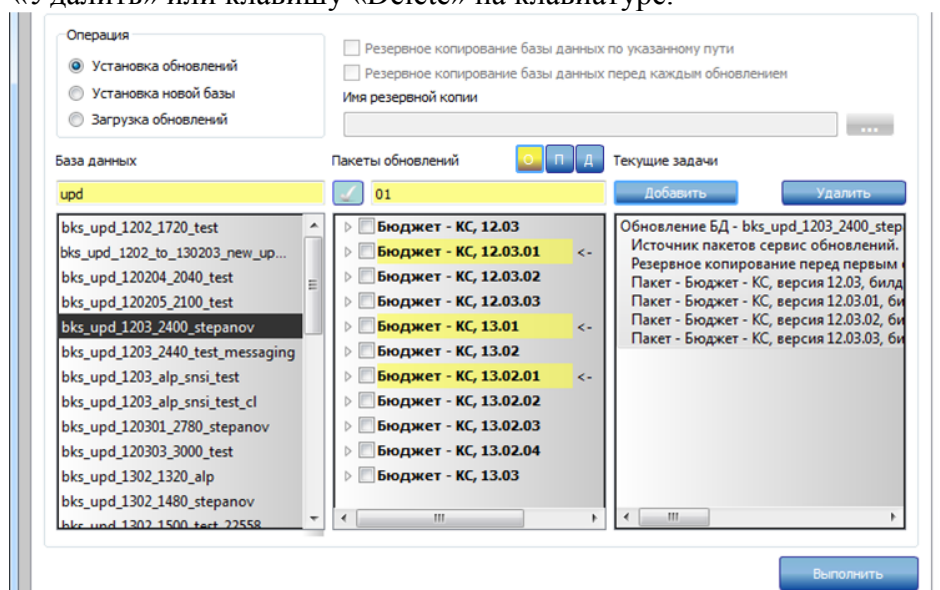 «Удалить» или клавишу «Delete» на клавиатуре.
Операция
Установка обновлений
Установка новой базы
Загрузка обновлений
Резервное копирование базы данных по указанному пути
Резервное копирование базы данных перед каждым обновлением
Имя резервной копии
...
База данных
upd
bks_upd_1202_1720_test
bks_upd_1202_to_130203_new_up...
bks_upd_120204_2040_test
bks_upd_120205_2100_test
bks_upd_1203_2400_stepanov
bks_upd_1203_2440_test_messaging
bks_upd_1203_alp_snsi_test
bks_upd_1203_alp_snsi_test_cl
bks_upd_120301_2780_stepanov
bks_upd_120303_3000_test
bks_upd_1302_1320_alp
bks_upd_1302_1480_stepanov
bks_upd_1302_1500_test_22558
Пакеты обновлений
О П Д
01
Бюджет - КС, 12.03
Бюджет - КС, 12.03.01 <-
Бюджет - КС, 12.03.02
Бюджет - КС, 12.03.03
Бюджет - КС, 13.01 <-
Бюджет - КС, 13.02
Бюджет - КС, 13.02.01 <-
Бюджет - КС, 13.02.02
Бюджет - КС, 13.02.03
Бюджет - КС, 13.02.04
Бюджет - КС, 13.03
Текущие задачи
Добавить Удалить
Обновление БД - bks_upd_1203_2400_step
Источник пакетов сервис обновлений.
Резервное копирование перед первым
Пакет - Бюджет - КС, версия 12.03, билд
Пакет - Бюджет - КС, версия 12.03.01, би
Пакет - Бюджет - КС, версия 12.03.02, би
Пакет - Бюджет - КС, версия 12.03.03, би
Выполнить